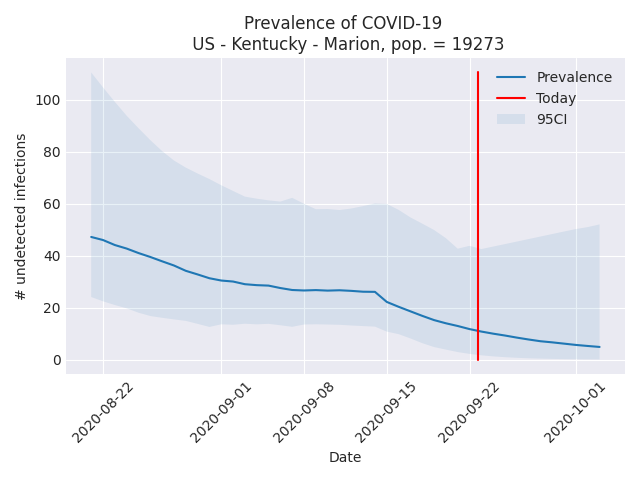 Prevalence of COVID-19
US - Kentucky - Marion, pop. = 19273
Prevalence
Today
95CI
# undetected infections
100
80
60
40
20
0
2020-08-22
2020-09-01
2020-09-08
2020-09-15
2020-09-22
2020-10-01
Date